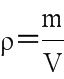 ρ = m/V